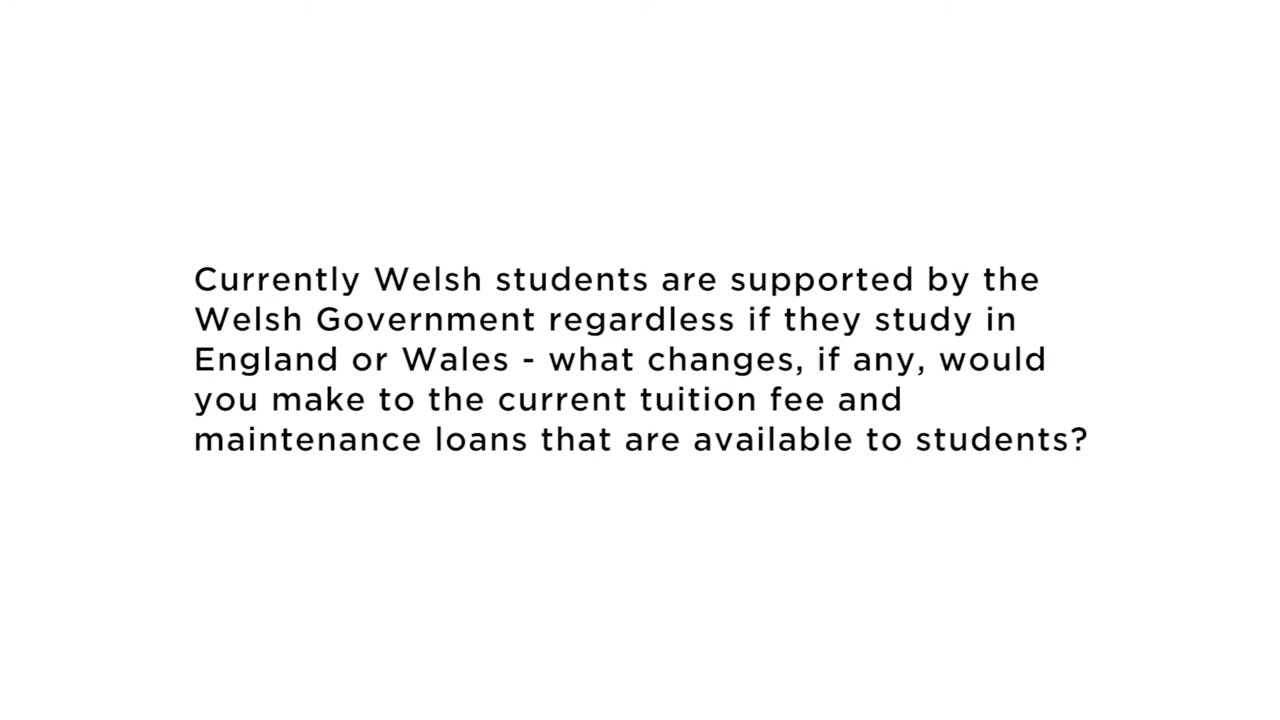 Currently Welsh students are supported by the
Welsh Government regardless if they study in
England or Wales - what changes, if any, would
you make to the current tuition fee and
maintenance loans that are available to students?